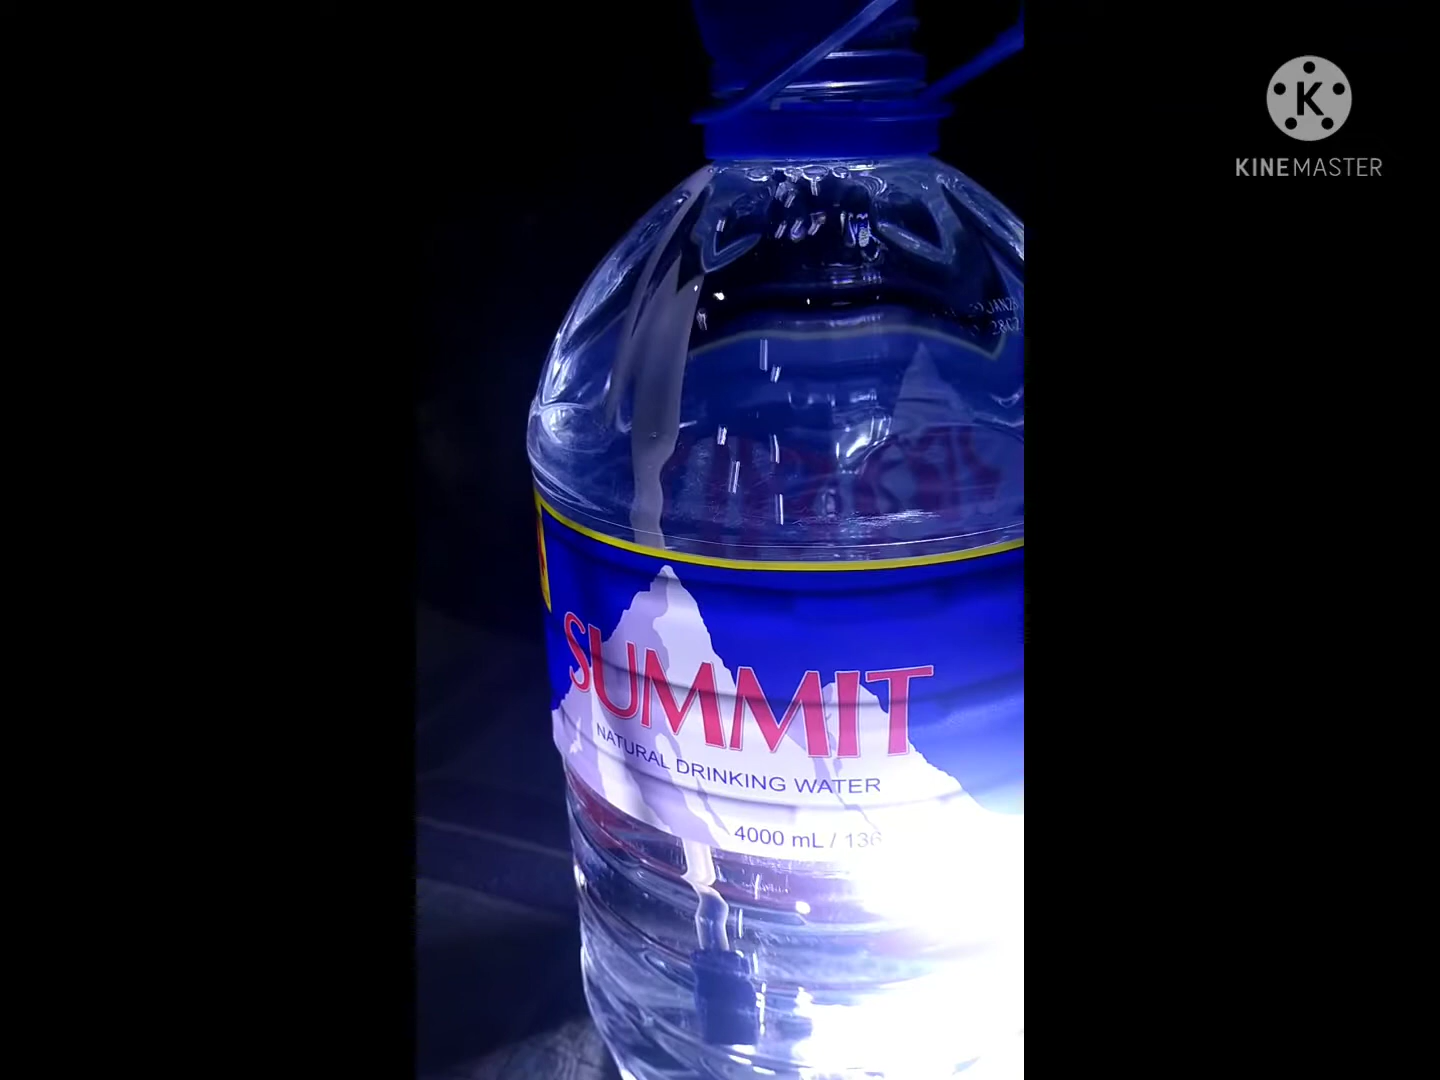 K
KINEMASTER
SUMMIT
NATURAL DRINKING WATER
4000 mL / 136